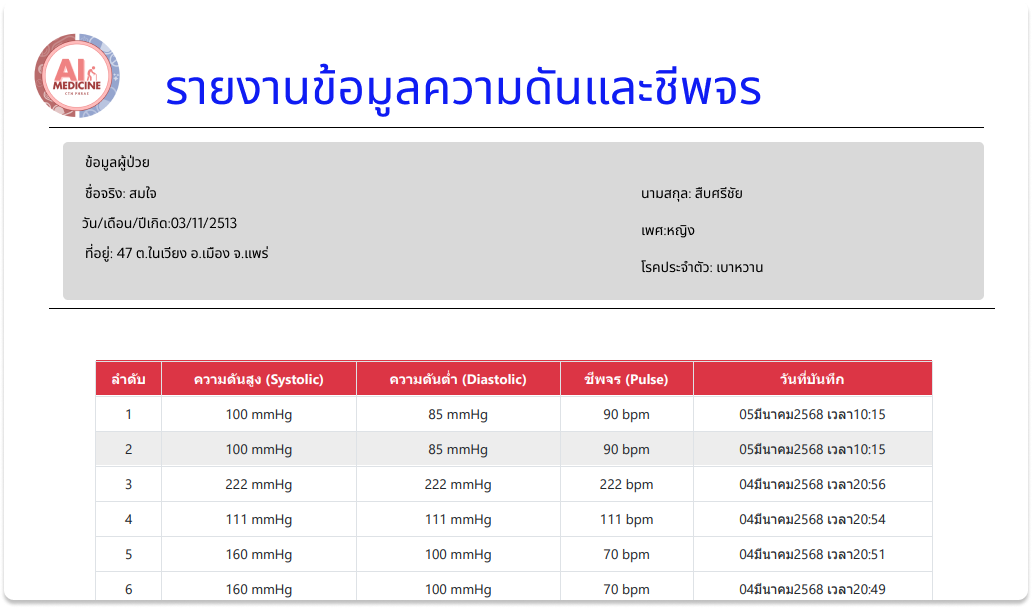 AI
MEDICINE
รายงานข้อมูลความดันและชีพจร
ข้อมูลผู้ป่วย
ชื่อจริง: สมใจ นามสกุล: สืบศรีชัย
วัน/เดือน/ปีเกิด:03/11/2513 เพศ:หญิง
ที่อยู่: 47 ต.ในเวียง อ.เมือง จ.แพร่ โรคประจำตัว: เบาหวาน
ลำดับ ความดันสูง (Systolic) ความดันต่ำ (Diastolic) ชีพจร (Pulse) วันที่บันทึก
1 100 mmHg 85 mmHg 90 bpm 05มีนาคม2568 เวลา10:15
2 100 mmHg 85 mmHg 90 bpm 05มีนาคม2568 เวลา10:15
3 222 mmHg 222 mmHg 222 bpm 04มีนาคม2568 เวลา20:56
4 111 mmHg 111 mmHg 111 bpm 04มีนาคม2568 เวลา20:54
5 160 mmHg 100 mmHg 70 bpm 04มีนาคม2568 เวลา20:51
6 160 mmHg 100 mmHg 70 bpm 04มีนาคม2568 เวลา20:49